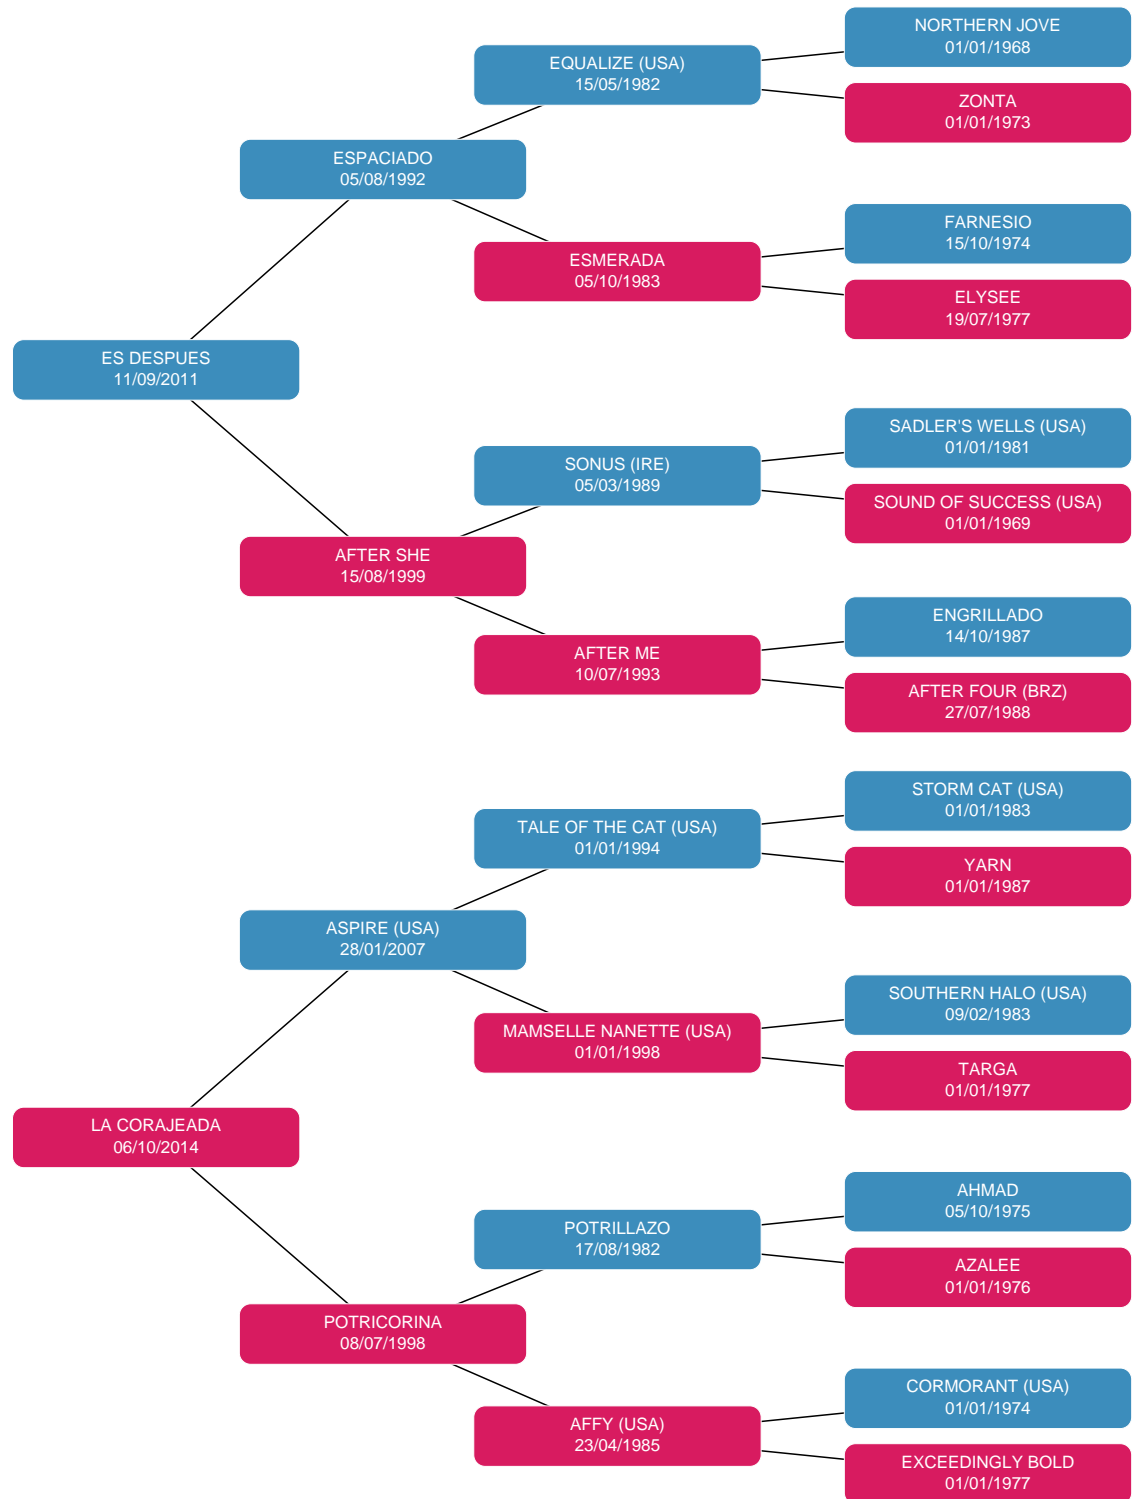 NORTHERN JOVE
01/01/1968
EQUALIZE (USA)
15/05/1982
ZONTA
01/01/1973
ESPACIADO
05/08/1992
FARNESIO
15/10/1974
ESMERADA
05/10/1983
ELYSEE
19/07/1977
ES DESPUES
11/09/2011
SADLER'S WELLS (USA)
01/01/1981
SONUS (IRE)
05/03/1989
SOUND OF SUCCESS (USA)
01/01/1969
AFTER SHE
15/08/1999
ENGRILLADO
14/10/1987
AFTER ME
10/07/1993
AFTER FOUR (BRZ)
27/07/1988
STORM CAT (USA)
01/01/1983
TALE OF THE CAT (USA)
01/01/1994
YARN
01/01/1987
ASPIRE (USA)
28/01/2007
SOUTHERN HALO (USA)
09/02/1983
MAMSELLE NANETTE (USA)
01/01/1998
TARGA
01/01/1977
LA CORAJEADA
06/10/2014
AHMAD
05/10/1975
POTRILLAZO
17/08/1982
AZALEE
01/01/1976
POTRICORINA
08/07/1998
CORMORANT (USA)
01/01/1974
AFFY (USA)
23/04/1985
EXCEEDINGLY BOLD
01/01/1977